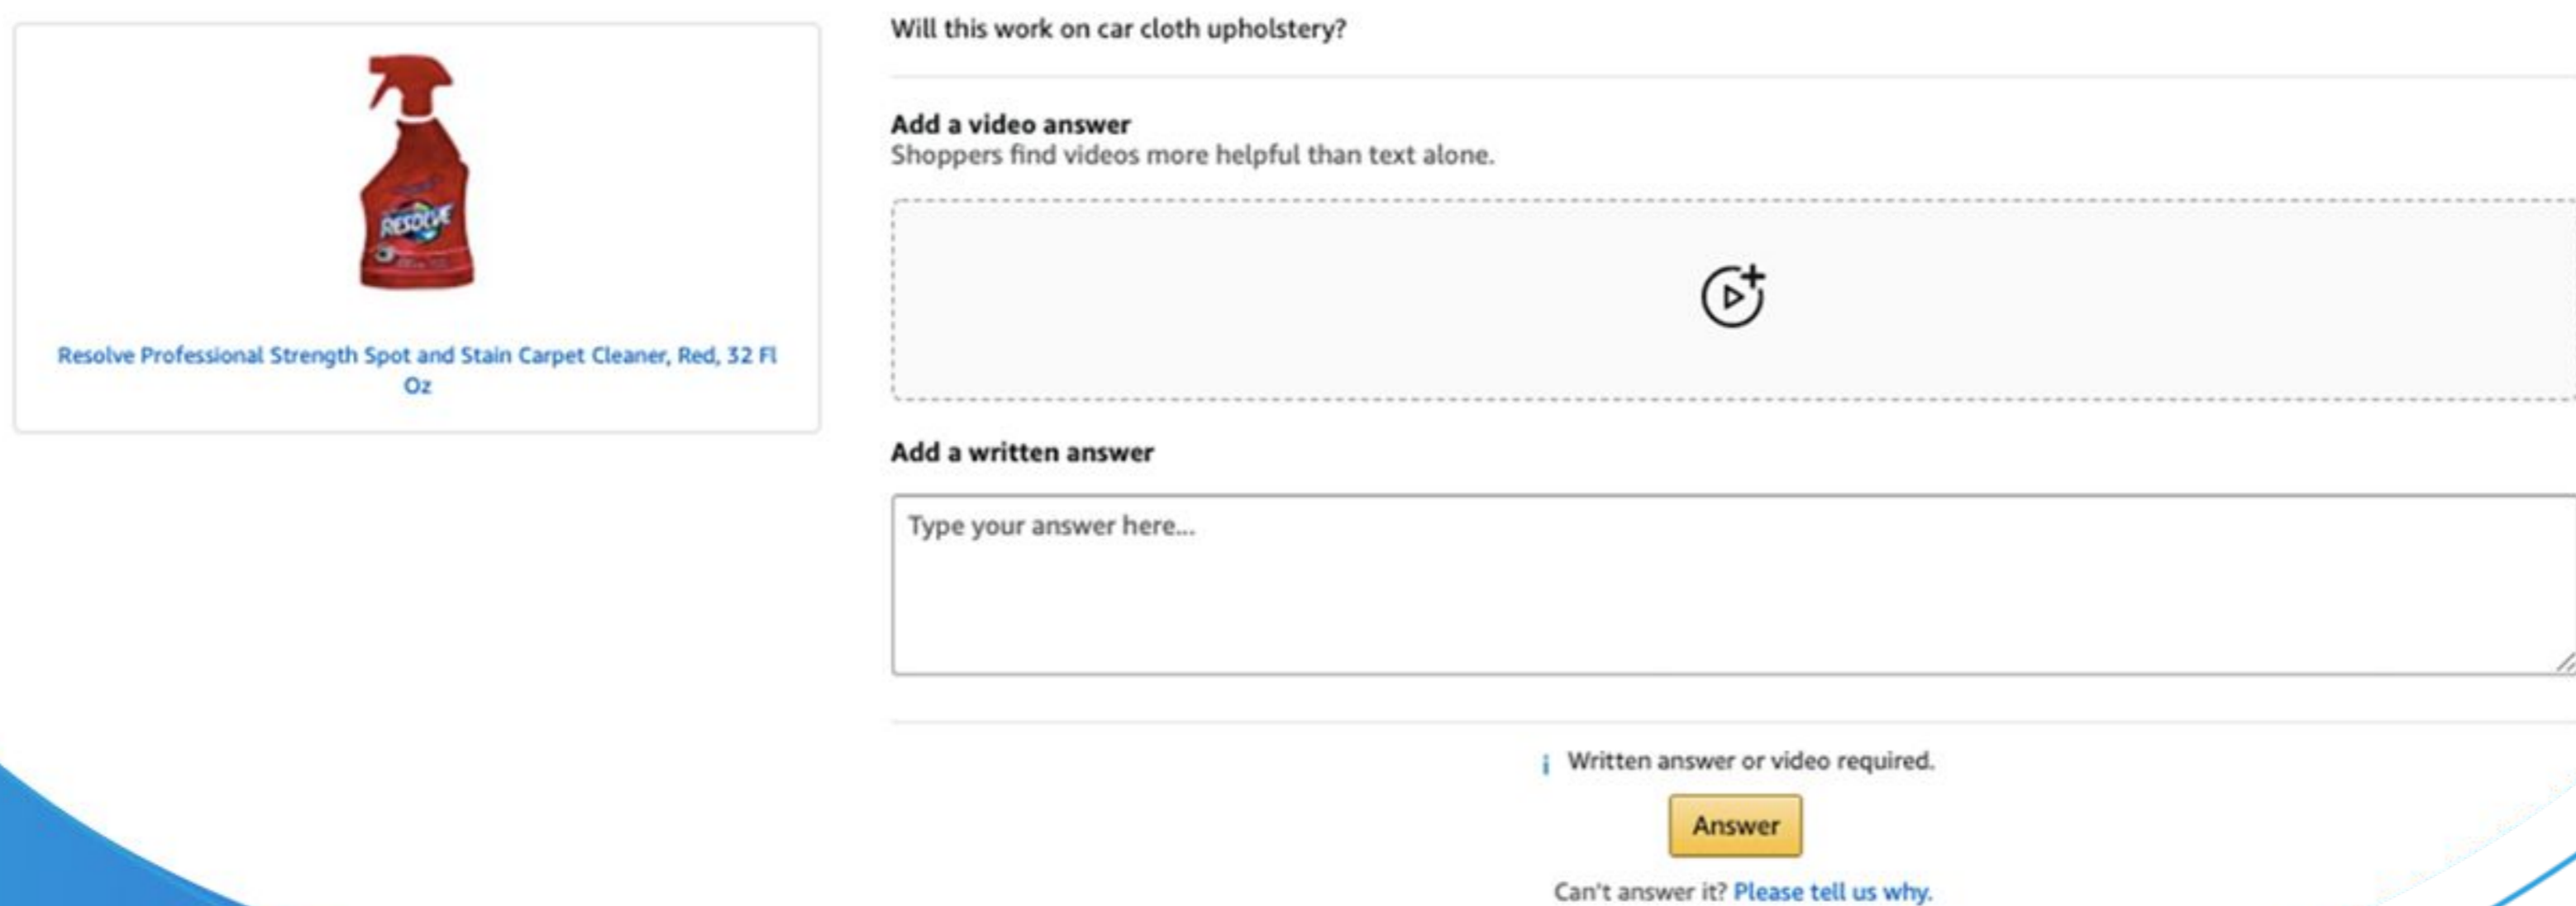 Will this work on car cloth upholstery?
RESOLVE
Resolve Professional Strength Spot and Stain Carpet Cleaner, Red, 32 Fl
Oz
Add a video answer
Shoppers find videos more helpful than text alone.
Add a written answer
Type your answer here...
i Written answer or video required.
Answer
Can't answer it? Please tell us why.